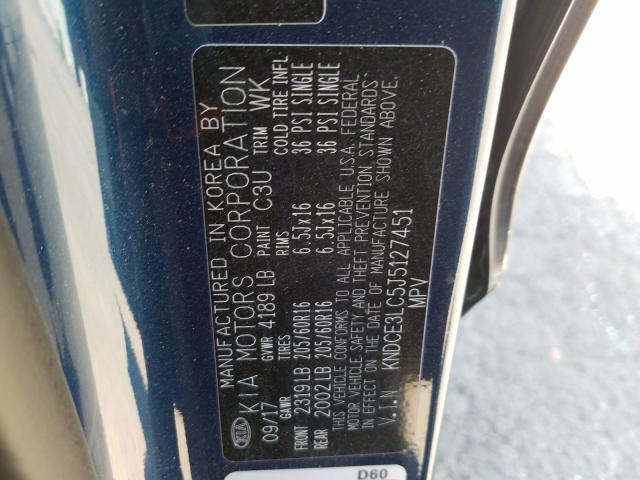 MANUFACTURED IN KOREA BY
KIA KIA MOTORS CORPORATION
09/17 GVWR 4189 LB PAINT C3U TRIM WK
GAWR TIRES RIMS COLD TIRE INFL
FRONT 2319 LB 205/60R16 6.5Jx16 36 PSI SINGLE
REAR 2002 LB 205/60R16 6.5Jx16 36 PSI SINGLE
THIS VEHICLE CONFORMS TO ALL APPLICABLE U.S.A. FEDERAL
MOTOR VEHICLE SAFETY AND THEFT PREVENTION STANDARDS
IN EFFECT ON THE DATE OF MANUFACTURE SHOWN ABOVE.
V.I.N KNDCE3LC5J5127451
MPV
D60